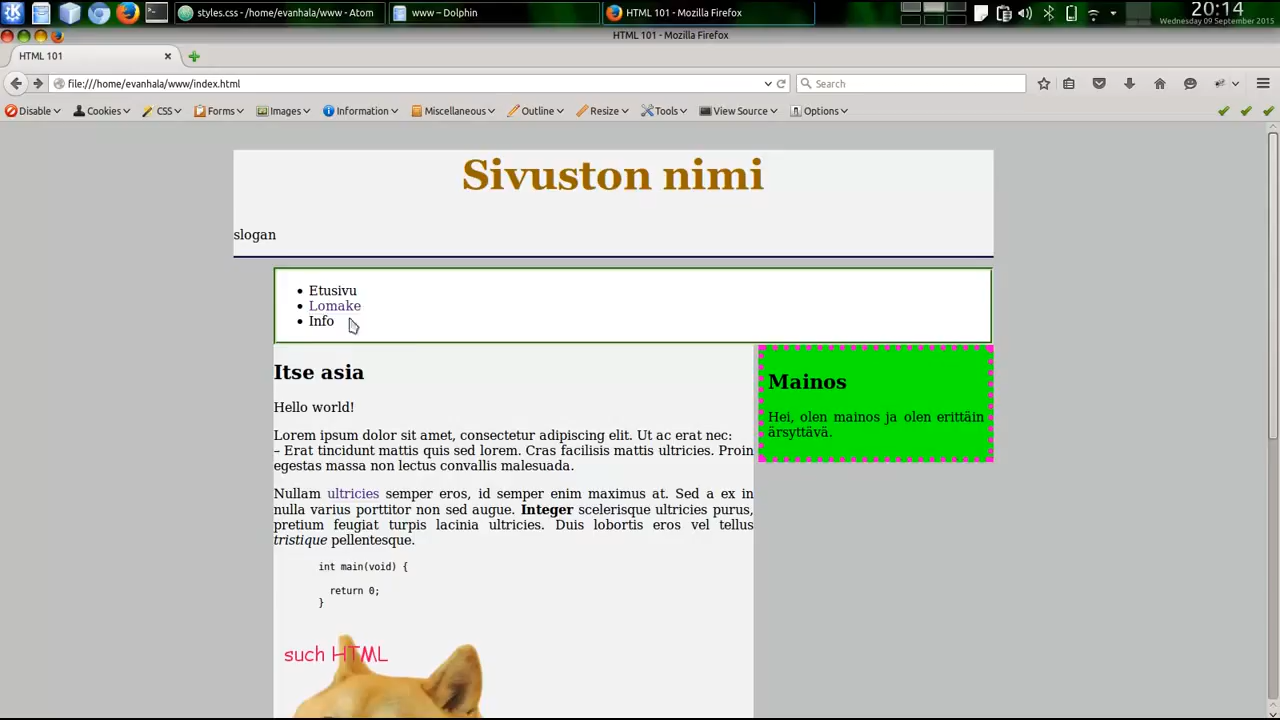 styles.css - /home/evanhala/www - Atom
www – Dolphin
HTML 101 - Mozilla Firefox
20:14
Wednesday 09 September 2015
HTML 101 - Mozilla Firefox
HTML 101
file:///home/evanhala/www/index.html
Search
Disable Cookies CSS Forms Images Information Miscellaneous Outline Resize Tools View Source Options
Sivuston nimi
slogan
• Etusivu
• Lomake
• Info
Itse asia
Hello world!
Lorem ipsum dolor sit amet, consectetur adipiscing elit. Ut ac erat nec:
– Erat tincidunt mattis quis sed lorem. Cras facilisis mattis ultricies. Proin
egestas massa non lectus convallis malesuada.
Nullam ultricies semper eros, id semper enim maximus at. Sed a ex in
nulla varius porttitor non sed augue. Integer scelerisque ultricies purus,
pretium feugiat turpis lacinia ultricies. Duis lobortis eros vel tellus
tristique pellentesque.
int main(void) {
return 0;
}
such HTML
Mainos
Hei, olen mainos ja olen erittäin
ärsyttävä.